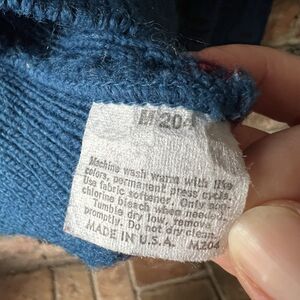 M 204
Machine wash warm with like
colors, permanent press cycle.
Use fabric softener. Only non-
chlorine bleach when needed.
Tumble dry low, remove
promptly. Do not dry clean.
MADE IN U.S.A. M204